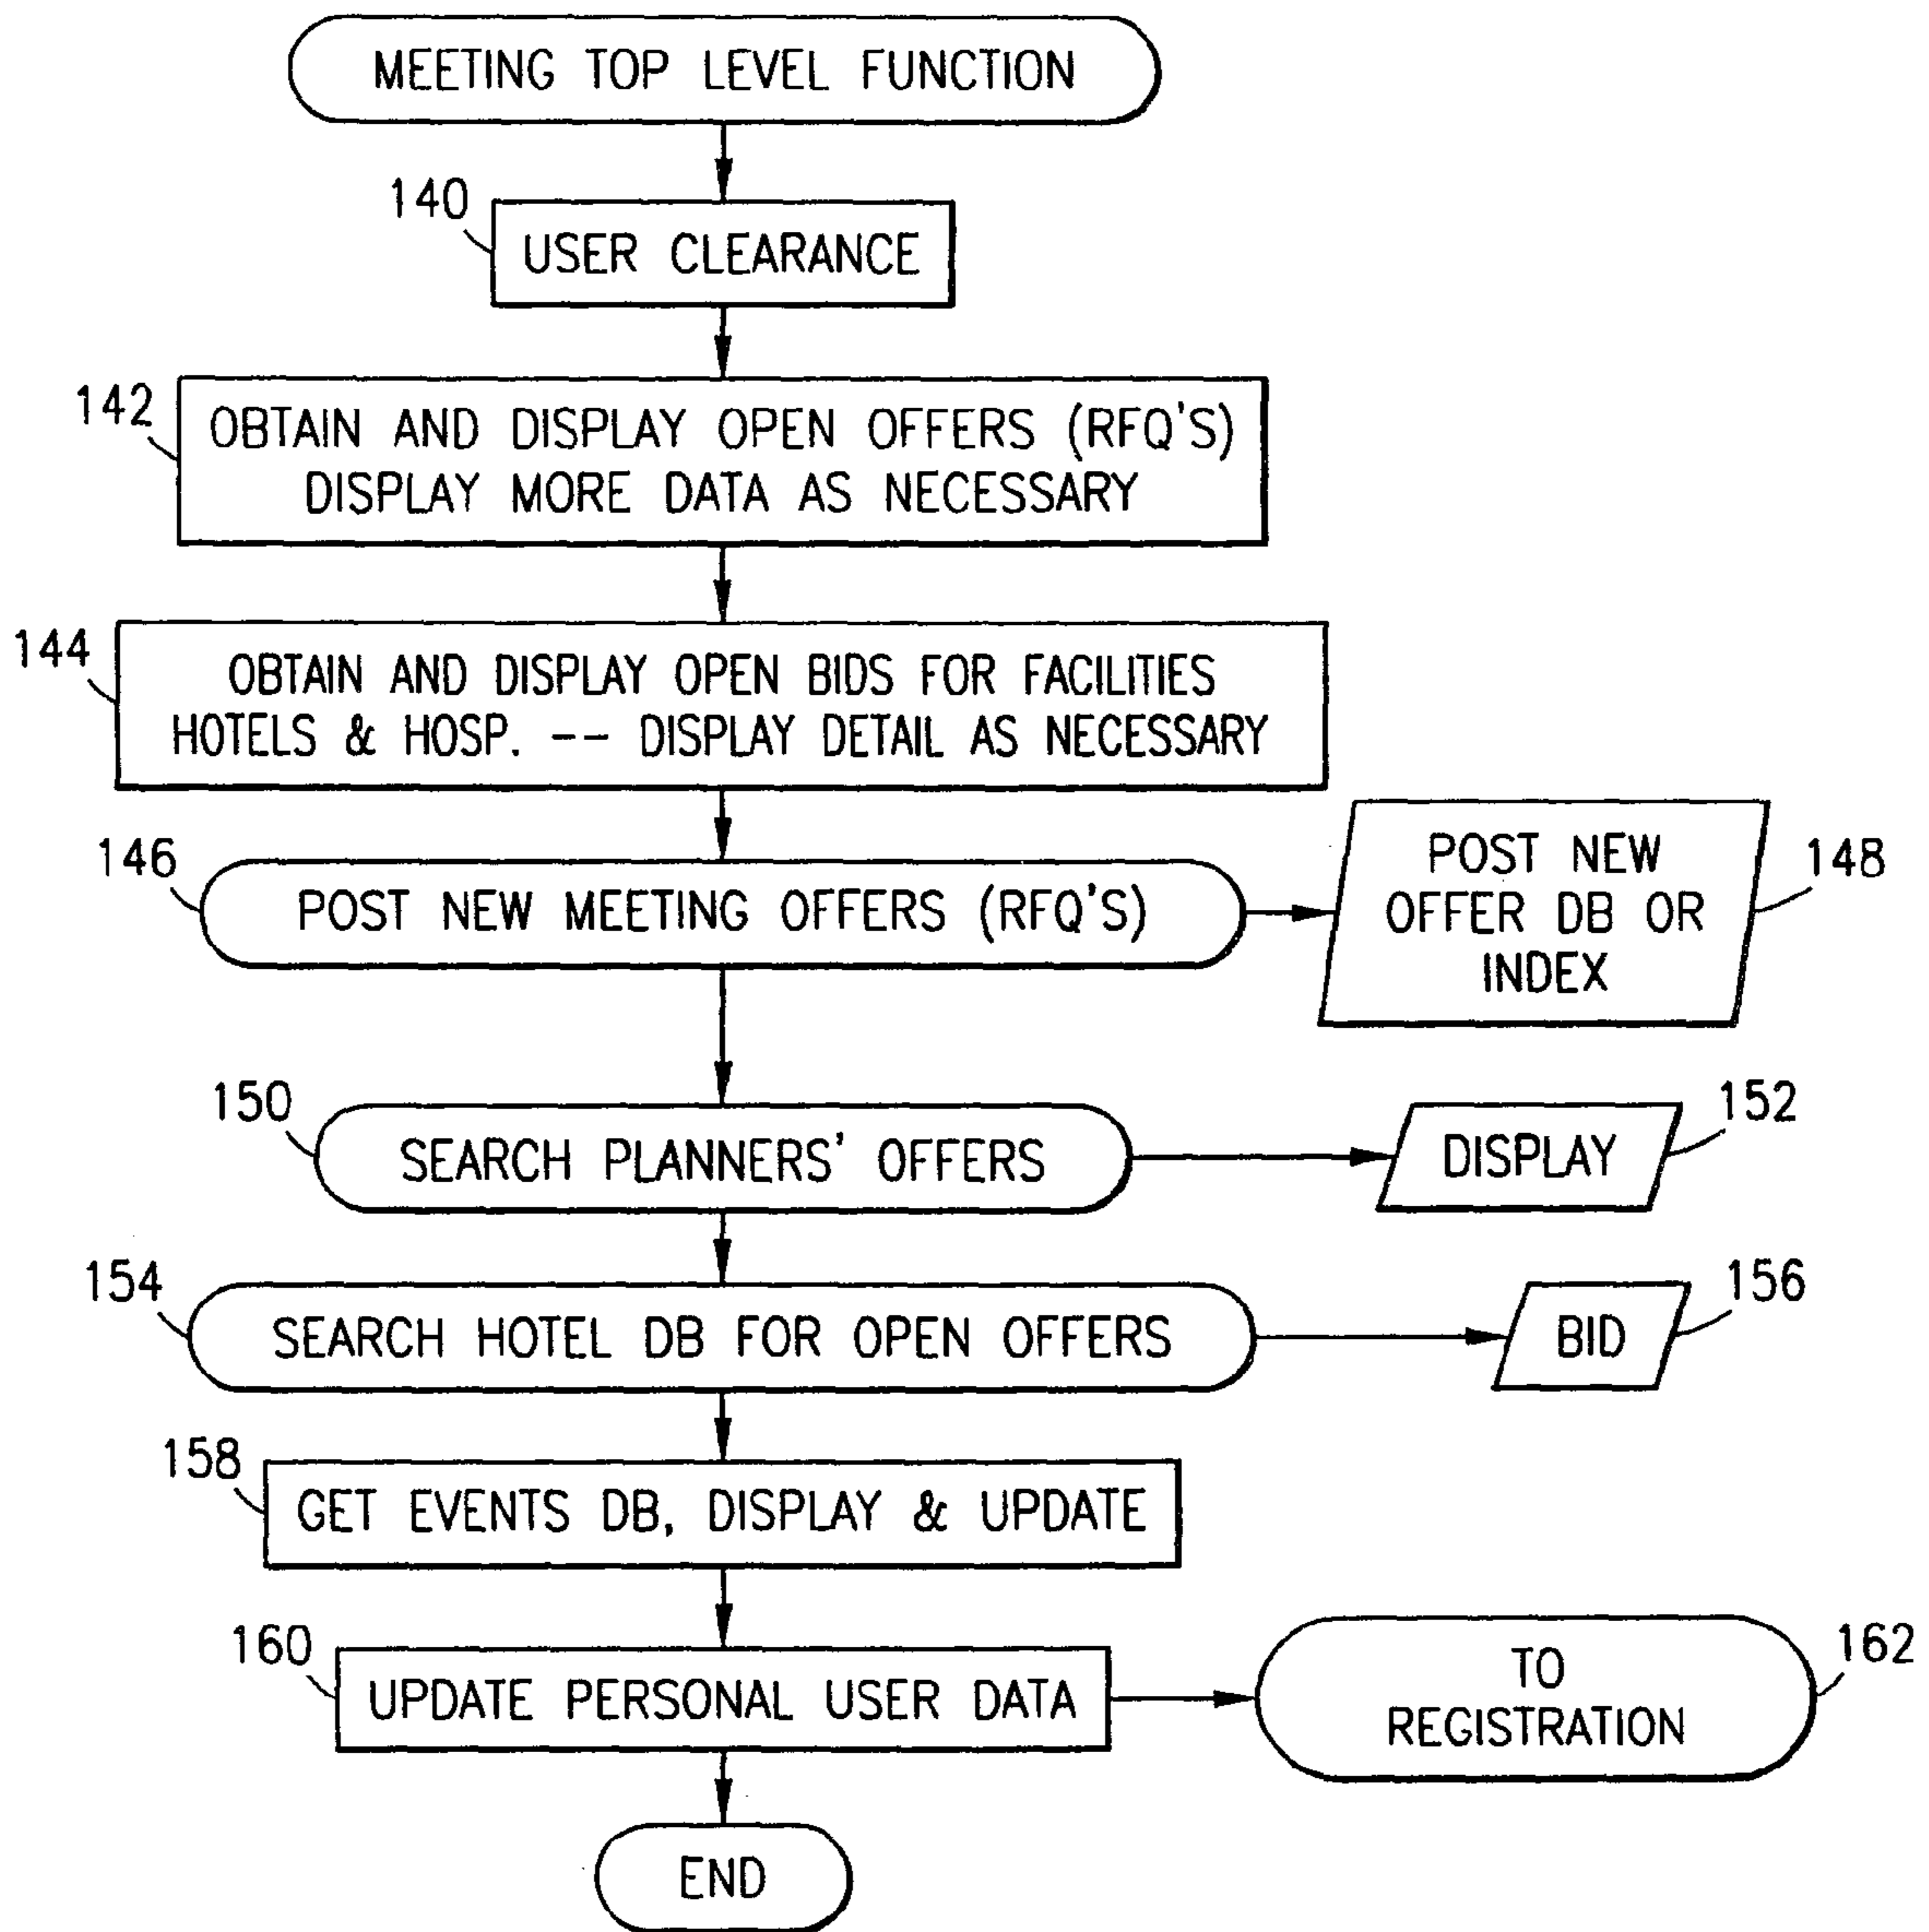 MEETING TOP LEVEL FUNCTION
140
USER CLEARANCE
142
OBTAIN AND DISPLAY OPEN OFFERS (RFQ'S)
DISPLAY MORE DATA AS NECESSARY
144
OBTAIN AND DISPLAY OPEN BIDS FOR FACILITIES
HOTELS & HOSP. -- DISPLAY DETAIL AS NECESSARY
146
POST NEW MEETING OFFERS (RFQ'S)
POST NEW
OFFER DB OR
INDEX
148
150
SEARCH PLANNERS' OFFERS
DISPLAY
152
154
SEARCH HOTEL DB FOR OPEN OFFERS
BID
156
158
GET EVENTS DB, DISPLAY & UPDATE
160
UPDATE PERSONAL USER DATA
TO
REGISTRATION
162
END